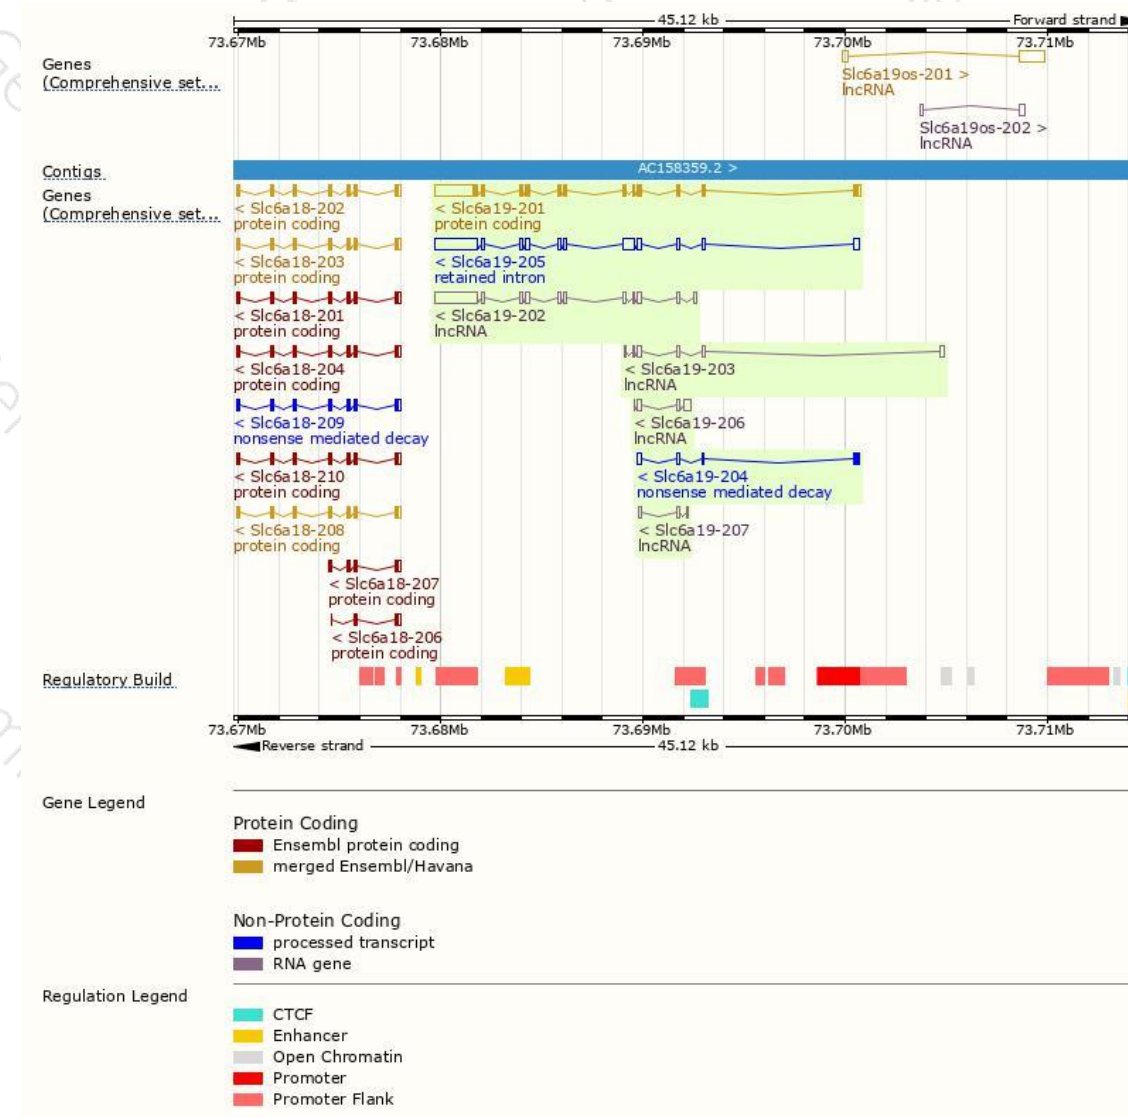 45.12 kb
Forward strand
73.67Mb 73.68Mb 73.69Mb 73.70Mb 73.71Mb
Genes
(Comprehensive set...
Slc6a19os-201 >
lncRNA
Slc6a19os-202 >
lncRNA
Contigs
AC158359.2 >
Genes
(Comprehensive set...
< Slc6a18-202 < Slc6a19-201
protein coding protein coding
< Slc6a18-203 < Slc6a19-205
protein coding retained intron
< Slc6a18-201 < Slc6a19-202
protein coding lncRNA
< Slc6a18-204 < Slc6a19-203
protein coding lncRNA
< Slc6a18-209 < Slc6a19-206
nonsense mediated decay lncRNA
< Slc6a18-210 < Slc6a19-204
protein coding nonsense mediated decay
< Slc6a18-208 < Slc6a19-207
protein coding lncRNA
< Slc6a18-207
protein coding
< Slc6a18-206
protein coding
Regulatory Build
73.67Mb 73.68Mb 73.69Mb 73.70Mb 73.71Mb
Reverse strand 45.12 kb
Gene Legend
Protein Coding
Ensembl protein coding
merged Ensembl/Havana
Non-Protein Coding
processed transcript
RNA gene
Regulation Legend
CTCF
Enhancer
Open Chromatin
Promoter
Promoter Flank